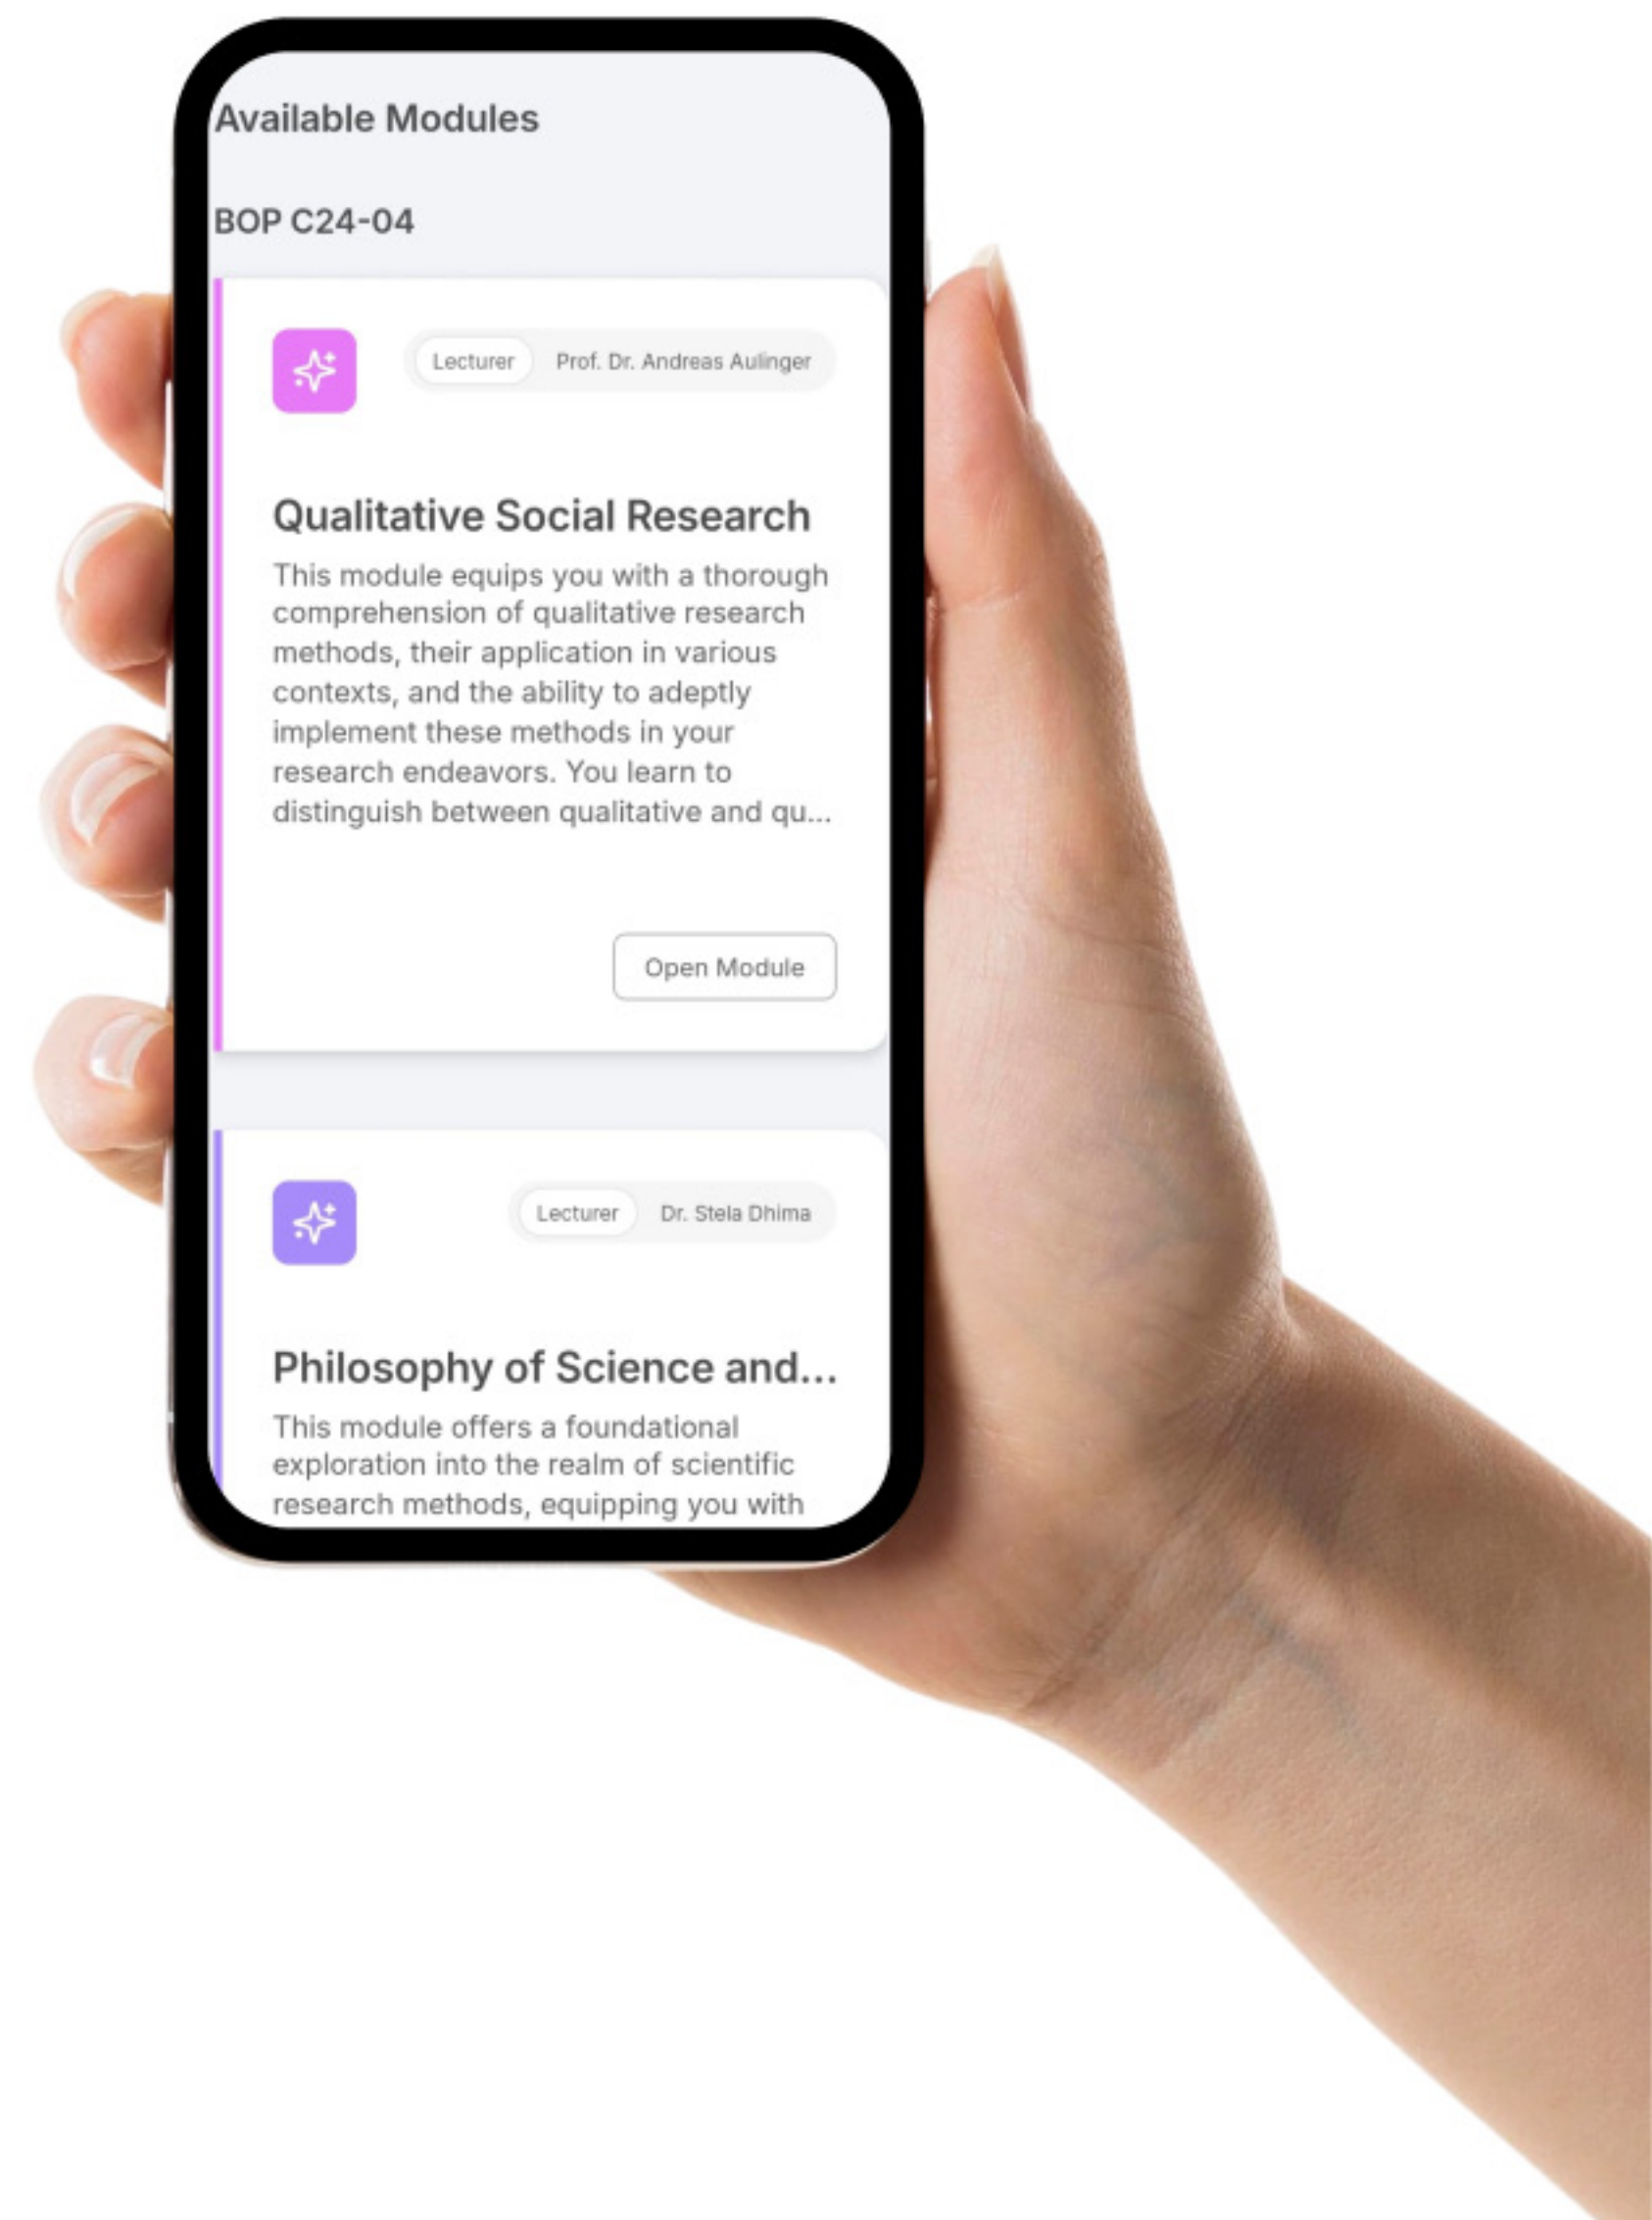 Available Modules
BOP C24-04
Lecturer Prof. Dr. Andreas Aulinger
Qualitative Social Research
This module equips you with a thorough
comprehension of qualitative research
methods, their application in various
contexts, and the ability to adeptly
implement these methods in your
research endeavors. You learn to
distinguish between qualitative and qu...
Open Module
Lecturer Dr. Stela Dhima
Philosophy of Science and...
This module offers a foundational
exploration into the realm of scientific
research methods, equipping you with